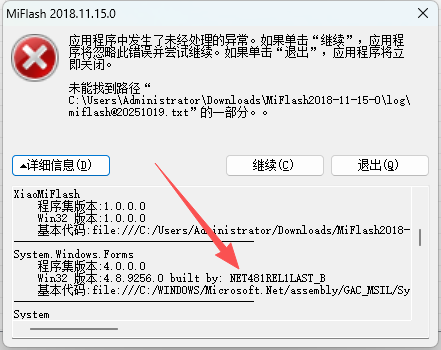 MiFlash 2018.11.15.0
应用程序中发生了未经处理的异常。如果单击“继续”，应用程
序将忽略此错误并尝试继续。如果单击“退出”，应用程序将立
即关闭。
未能找到路径“
C:\Users\Administrator\Downloads\MiFlash2018-11-15-0\log\
miflash@20251019.txt”的一部分。。
详细信息(D)
继续(C)
退出(Q)
XiaoMiFlash
程序集版本:1.0.0.0
Win32 版本:1.0.0.0
基本代码:file:///C:/Users/Administrator/Downloads/MiFlash2018-
System.Windows.Forms
程序集版本:4.0.0.0
Win32 版本:4.8.9256.0 built by: NET481REL1LAST_B
基本代码:file:///C:/WINDOWS/Microsoft.Net/assembly/GAC_MSIL/Sy
System